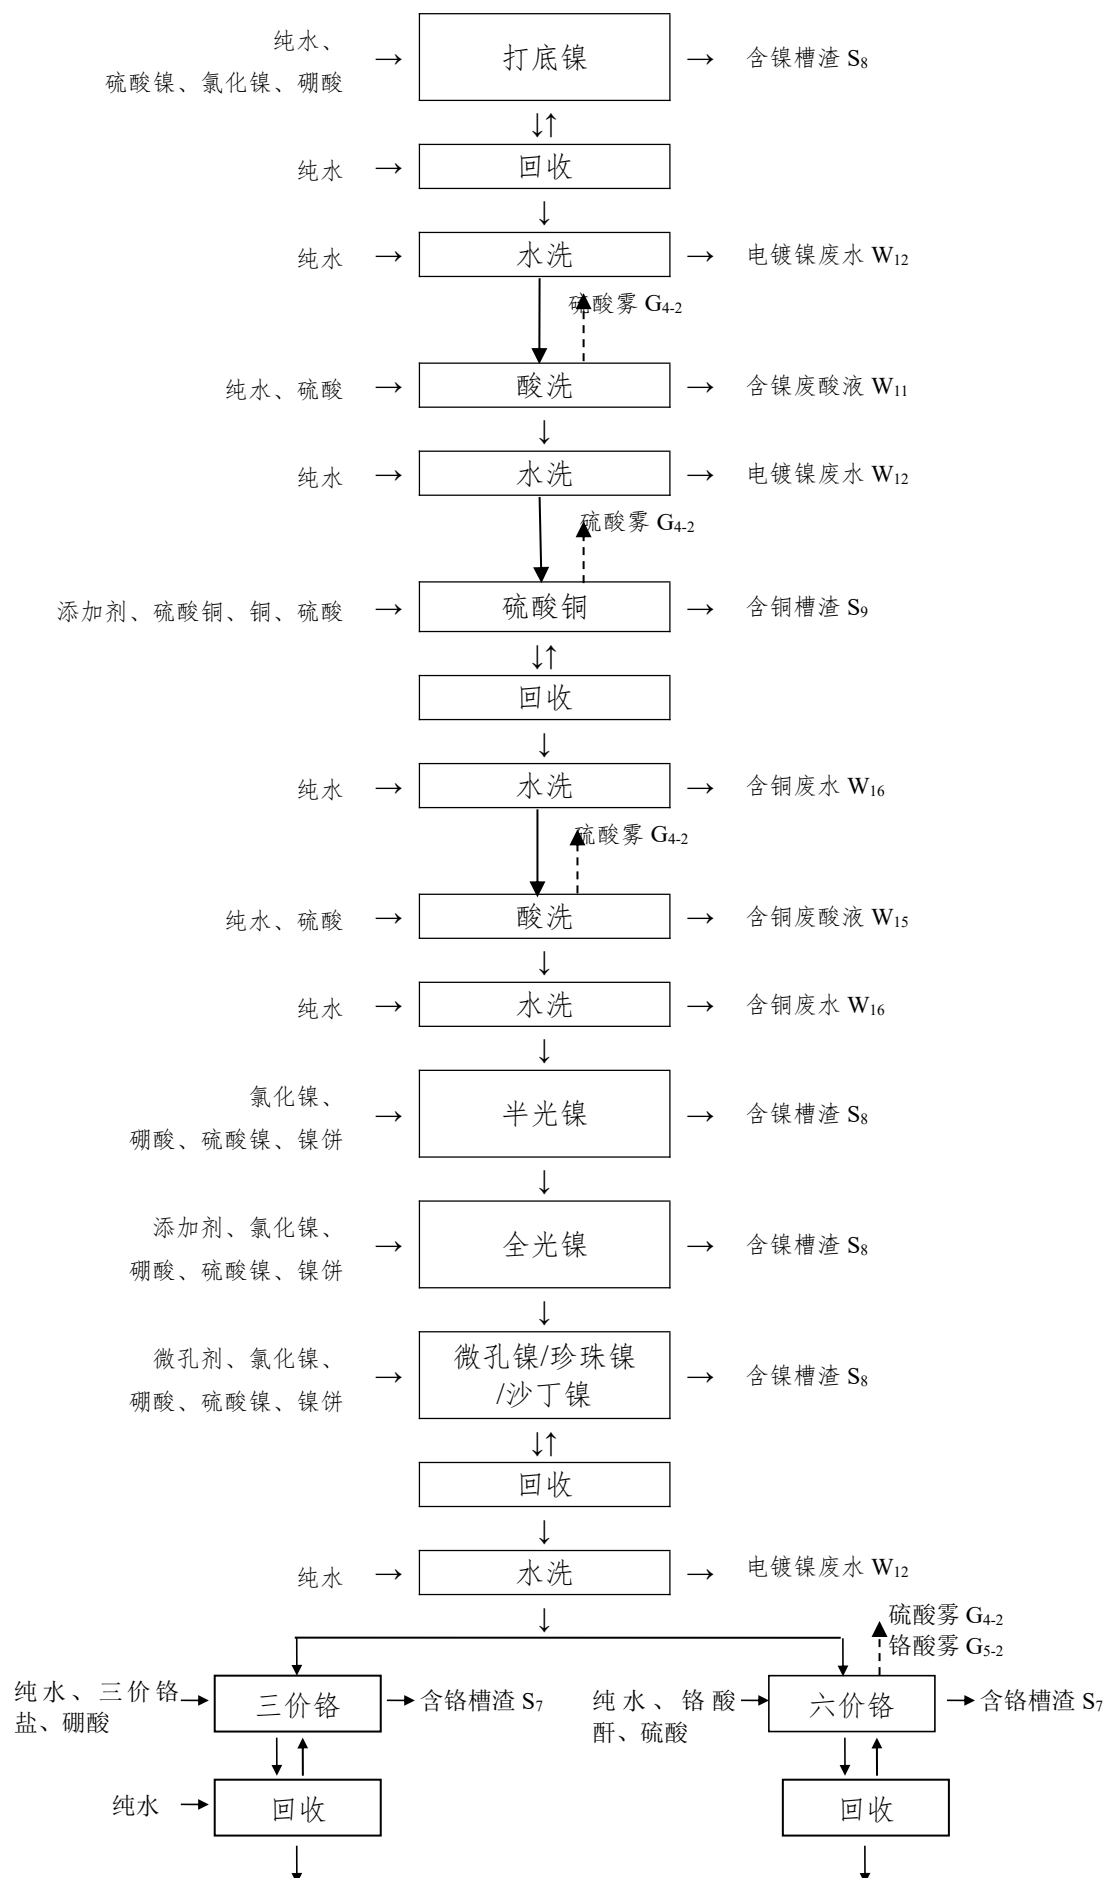 纯水、
硫酸镍、氯化镍、硼酸
→
打底镍
→
含镍槽渣 S8
↓↑
纯水
→
回收
↓
纯水
→
水洗
→
电镀镍废水 W12
硫酸雾 G4-2
纯水、硫酸
→
酸洗
→
含镍废酸液 W11
↓
纯水
→
水洗
→
电镀镍废水 W12
硫酸雾 G4-2
添加剂、硫酸铜、铜、硫酸
→
硫酸铜
→
含铜槽渣 S9
↓↑
回收
↓
纯水
→
水洗
→
含铜废水 W16
硫酸雾 G4-2
纯水、硫酸
→
酸洗
→
含铜废酸液 W15
↓
纯水
→
水洗
→
含铜废水 W16
↓
氯化镍、
硼酸、硫酸镍、镍饼
→
半光镍
→
含镍槽渣 S8
↓
添加剂、氯化镍、
硼酸、硫酸镍、镍饼
→
全光镍
→
含镍槽渣 S8
↓
微孔剂、氯化镍、
硼酸、硫酸镍、镍饼
→
微孔镍/珍珠镍
/沙丁镍
→
含镍槽渣 S8
↓↑
回收
↓
纯水
→
水洗
→
电镀镍废水 W12
↓
硫酸雾 G4-2
铬酸雾 G5-2
纯水、三价铬
盐、硼酸
三价铬
含铬槽渣 S7
纯水、铬酸
酐、硫酸
六价铬
含铬槽渣 S7
纯水
回收
回收